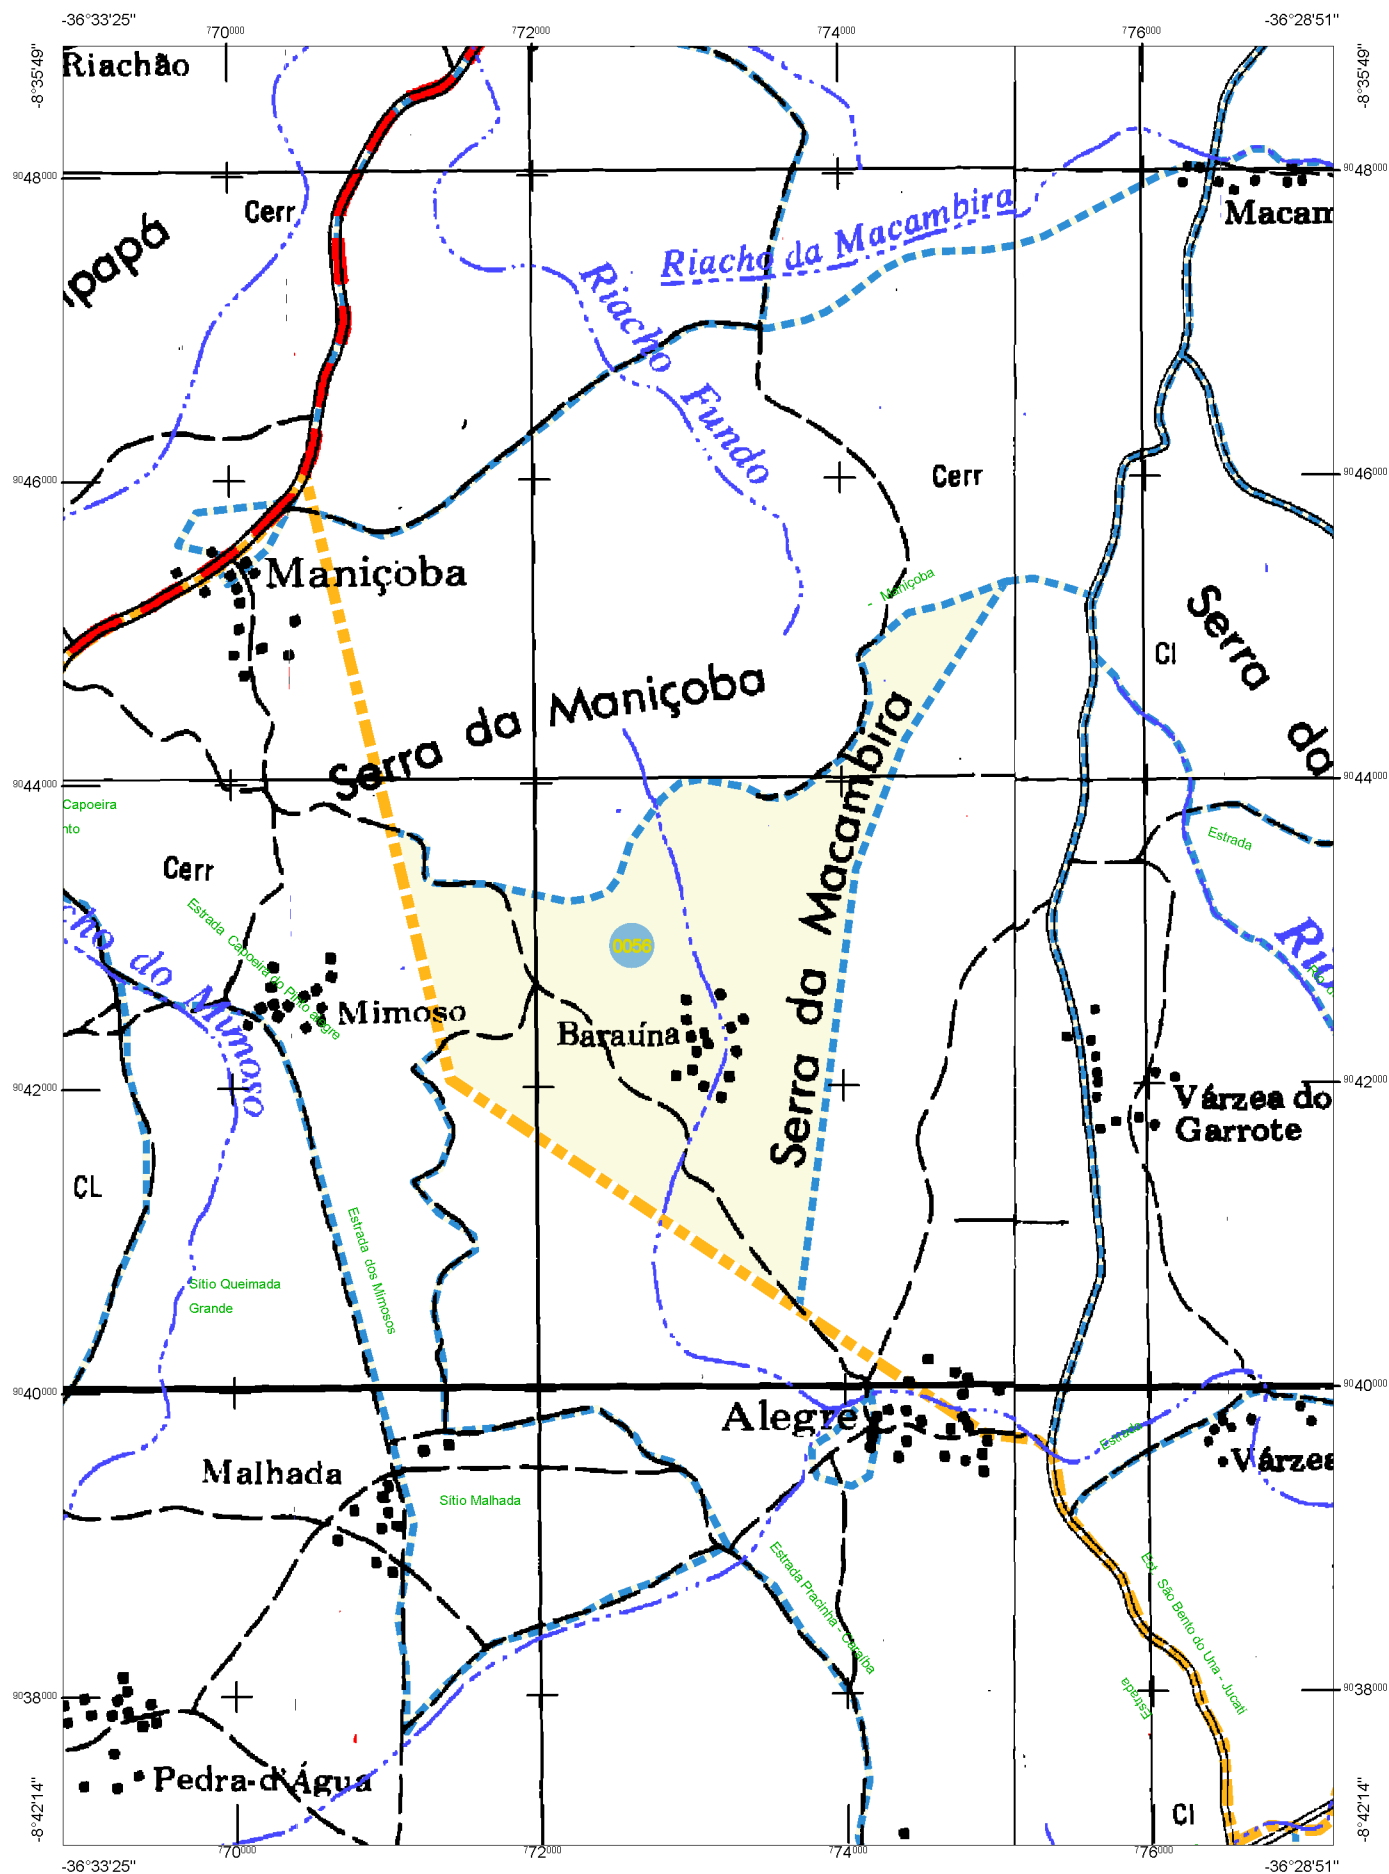 -36°33'25"
-36°28'51"
770000
772000
774000
776000
-8°35'49"
-8°35'49"
Riachão
9048000
9048000
Cerr
Macam
Riacho da Macambira
Riacho Fundo
Cerr
9046000
9046000
Maniçoba
- Maniçoba
Serra da
Cl
Serra da Maniçoba
9044000
9044000
Capoeira
Estrada
Cerr
Serra da Macambira
Estrada Capoeira do Pinto alegre
0056
Mimoso
Baraúna
do Mimoso
9042000
9042000
Várzea do
Garrote
CL
Estrada dos Mimosos
Sítio Queimada
Grande
9040000
9040000
Alegre
Estrada
Várzea
Malhada
Sítio Malhada
Estrada Pracinha - Caraíba
Est. São Bento do Una - Jucati
Estrada
9038000
9038000
Pedra-d'Água
Cl
-8°42'14"
-8°42'14"
770000
772000
774000
776000
-36°33'25"
-36°28'51"